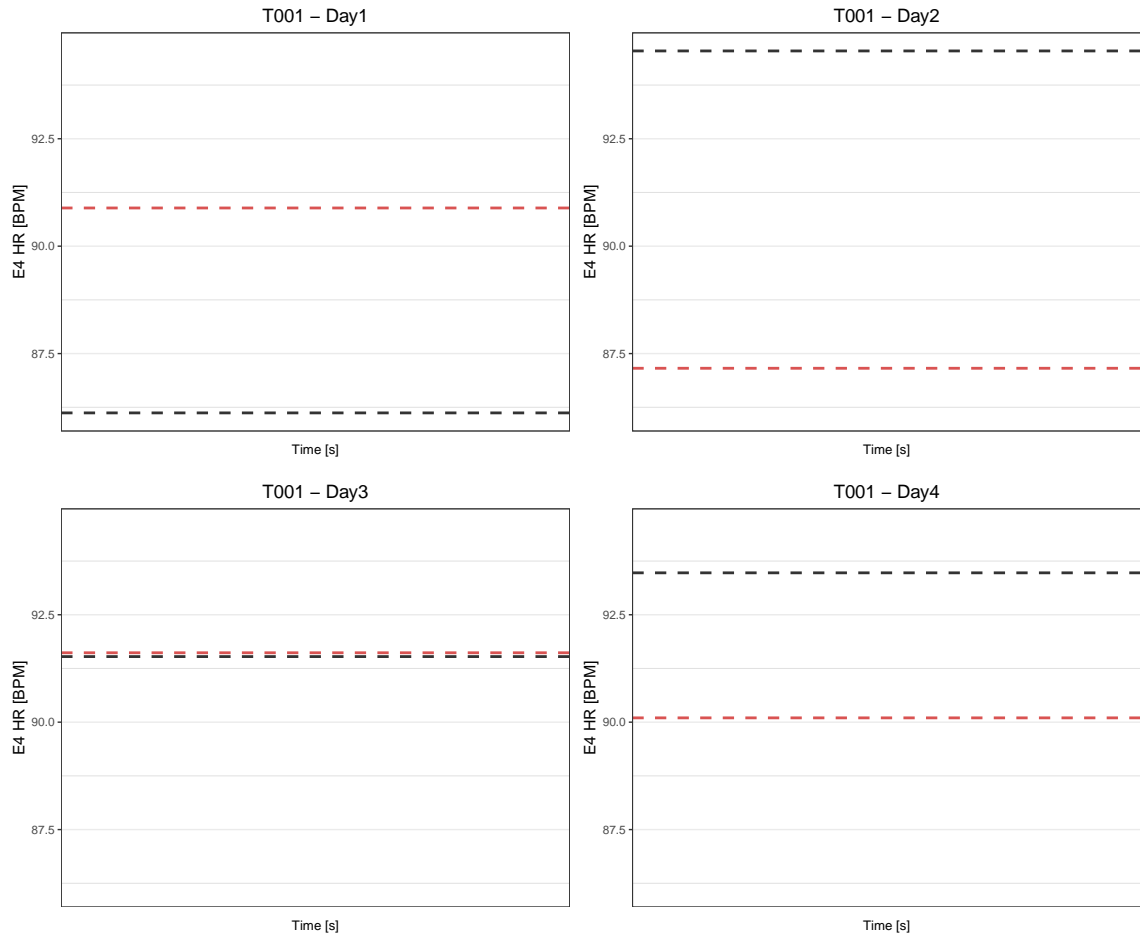 T001 – Day1
E4 HR [BPM]
92.5
90.0
87.5
Time [s]
T001 – Day2
E4 HR [BPM]
92.5
90.0
87.5
Time [s]
T001 – Day3
E4 HR [BPM]
92.5
90.0
87.5
Time [s]
T001 – Day4
E4 HR [BPM]
92.5
90.0
87.5
Time [s]